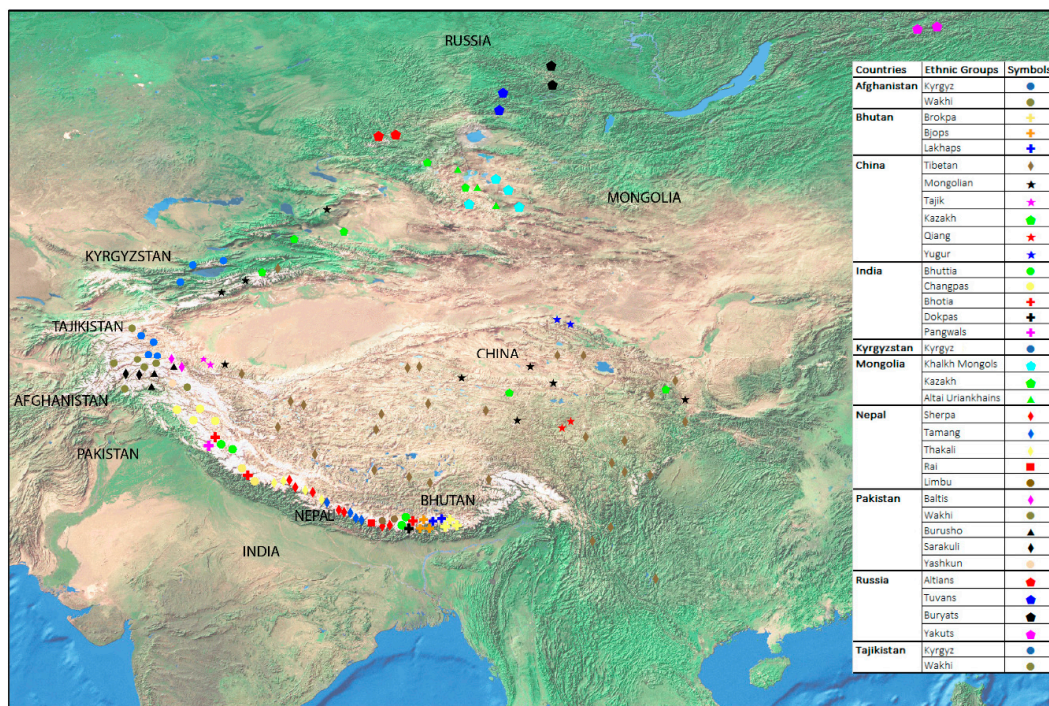 RUSSIA
MONGOLIA
KYRGYZSTAN
TAJIKISTAN
CHINA
AFGHANISTAN
PAKISTAN
NEPAL
BHUTAN
INDIA
Countries Ethnic Groups Symbols
Afghanistan Kyrgyz
Wakhi
Bhutan Brokpa
Bjops
Lakhaps
China Tibetan
Mongolian
Tajik
Kazakh
Qiang
Yugur
India Bhuttia
Changpas
Bhotia
Dokpas
Pangwals
Kyrgyzstan Kyrgyz
Mongolia Khalkh Mongols
Kazakh
Altai Uriankhains
Nepal Sherpa
Tamang
Thakali
Rai
Limbu
Pakistan Baltis
Wakhi
Burusho
Sarakuli
Yashkun
Russia Altians
Tuvans
Buryats
Yakuts
Tajikistan Kyrgyz
Wakhi